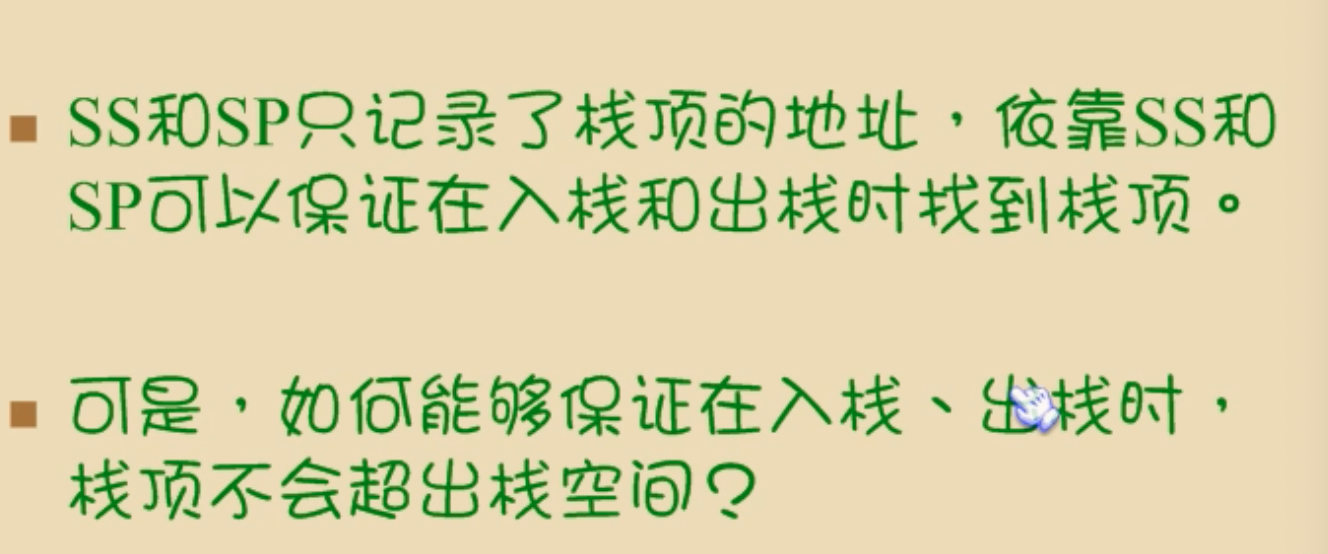 SS和SP只记录了栈顶的地址，依靠SS和
SP可以保证在入栈和出栈时找到栈顶。
可是，如何能够保证在入栈、出栈时，
栈顶不会超出栈空间？